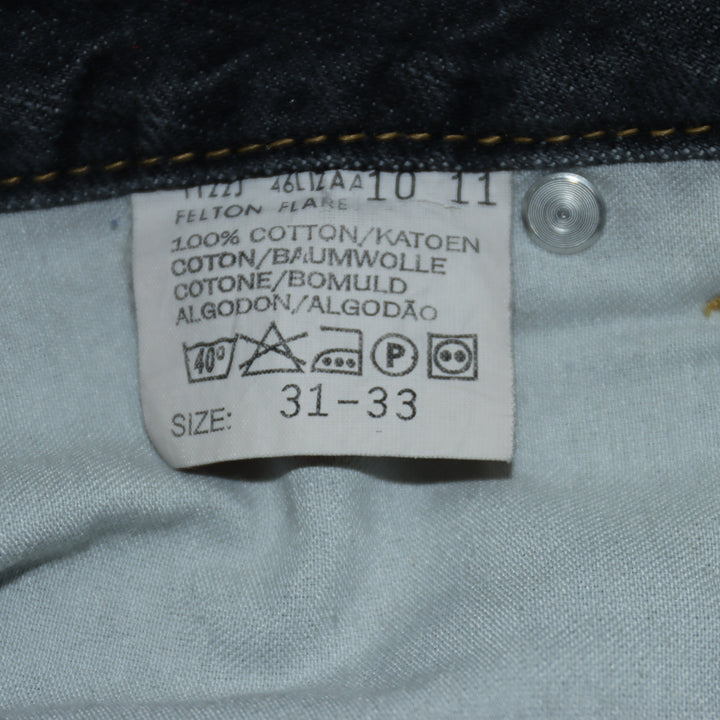 10 11
FELTON FLARE
100% COTTON/KATOEN
COTON/BAUMWOLLE
COTONE/BOMULD
ALGODON/ALGODÃO
40° P
SIZE: 31-33